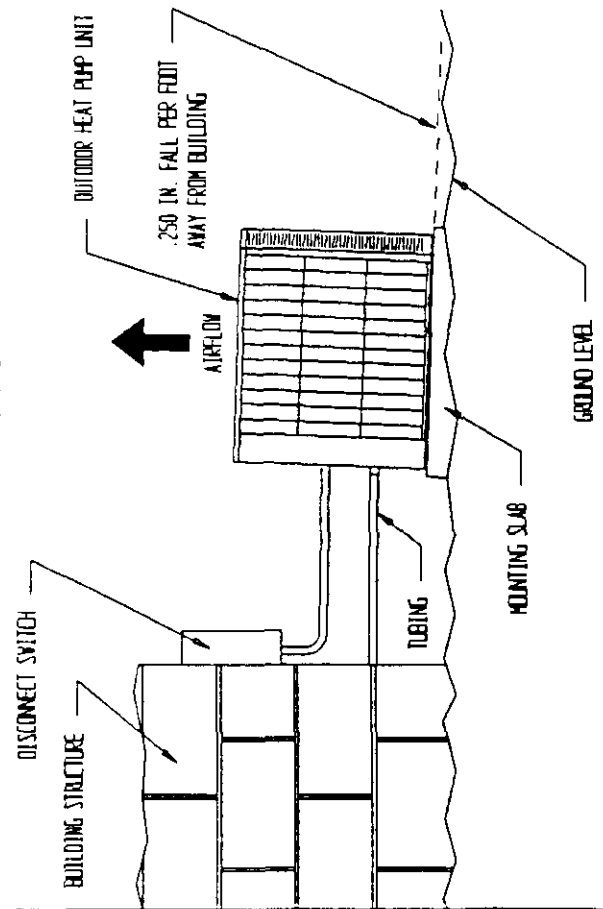 BUILDING STRUCTURE
DISCONNECT SWITCH
OUTDOOR HEAT PUMP UNIT
.250 IN. FALL PER FOOT
AWAY FROM BUILDING
AIRFLOW
TUBING
MOUNTING SLAB
GROUND LEVEL